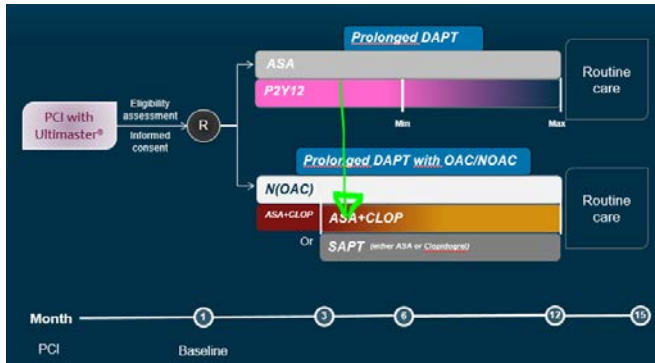 Prolonged DAPT
ASA
P2Y12
Min
Max
Routine
care
PCI with
Ultimaster®
Eligibility
assessment
Informed
consent
R
Prolonged DAPT with OAC/NOAC
N(OAC)
ASA+CLOP
ASA+CLOP
Or
SAPT (either ASA or Clopidogrel)
Routine
care
Month
1
3
6
12
15
PCI
Baseline